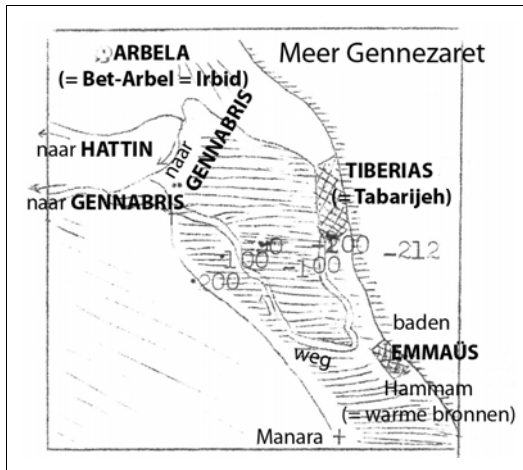 ARBELA
(= Bet-Arbel = Irbid)
Meer Gennezaret
naar HATTIN
naar
GENNABRIS
naar GENNABRIS
TIBERIAS
(= Tabarijeh)
-200
-212
-100
100
200
baden
EMMAÜS
weg
Hammam
(= warme bronnen)
Manara